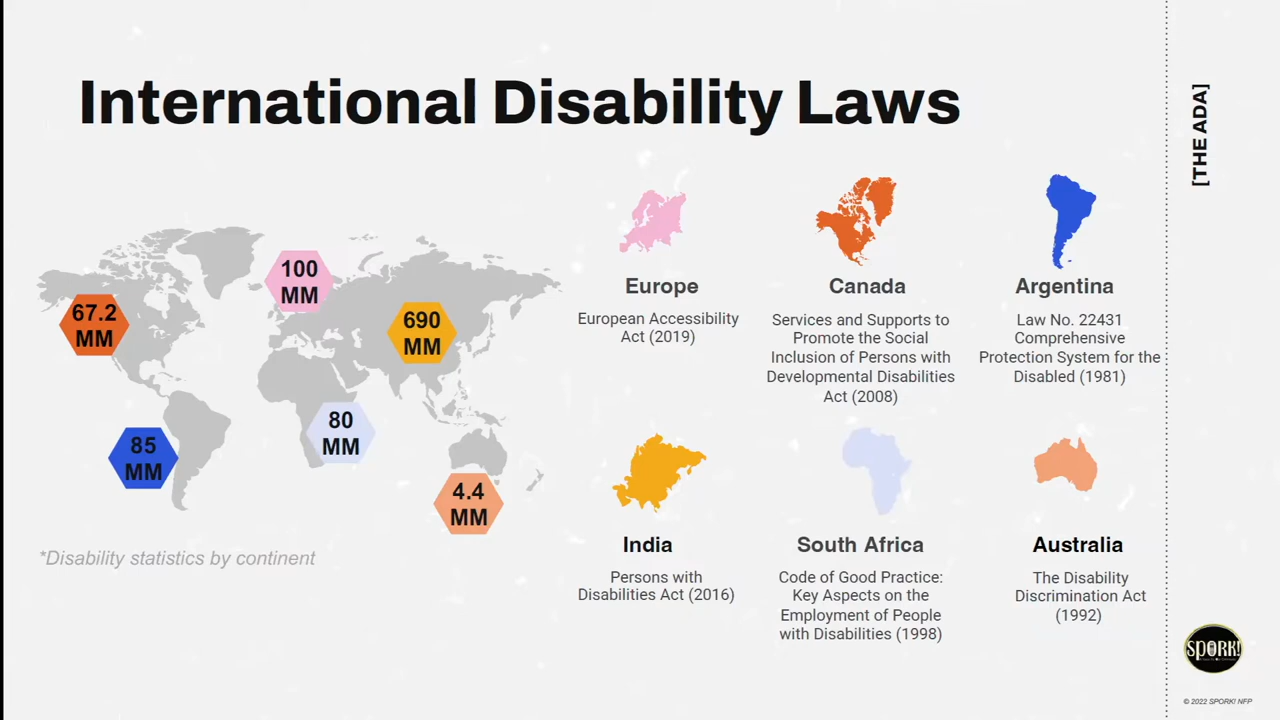 International Disability Laws
[THE ADA]
100
MM
67.2
MM
690
MM
80
MM
85
MM
4.4
MM
*Disability statistics by continent
Europe
European Accessibility
Act (2019)
Canada
Services and Supports to
Promote the Social
Inclusion of Persons with
Developmental Disabilities
Act (2008)
Argentina
Law No. 22431
Comprehensive
Protection System for the
Disabled (1981)
India
Persons with
Disabilities Act (2016)
South Africa
Code of Good Practice:
Key Aspects on the
Employment of People
with Disabilities (1998)
Australia
The Disability
Discrimination Act
(1992)
SPORK!
© 2022 SPORK! NFP